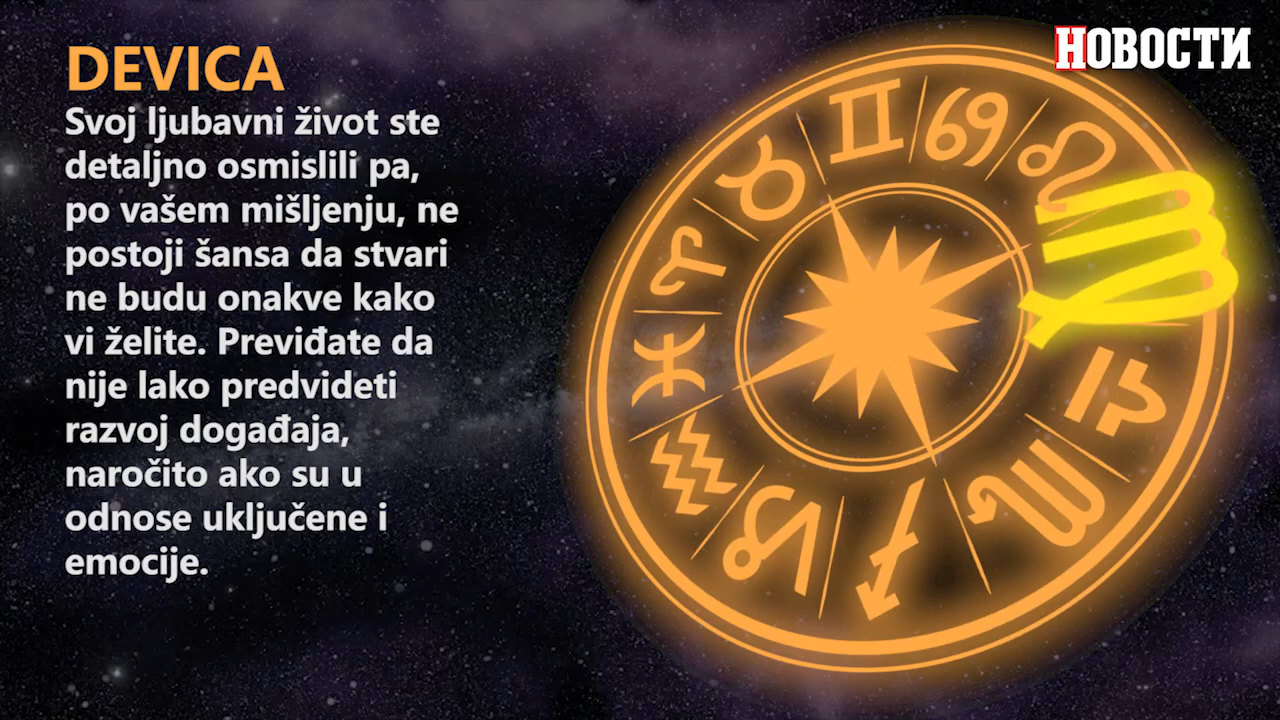 НОВОСТИ
DEVICA
Svoj ljubavni život ste
detaljno osmislili pa,
po vašem mišljenju, ne
postoji šansa da stvari
ne budu onakve kako
vi želite. Previđate da
nije lako predvideti
razvoj događaja,
naročito ako su u
odnose uključene i
emocije.